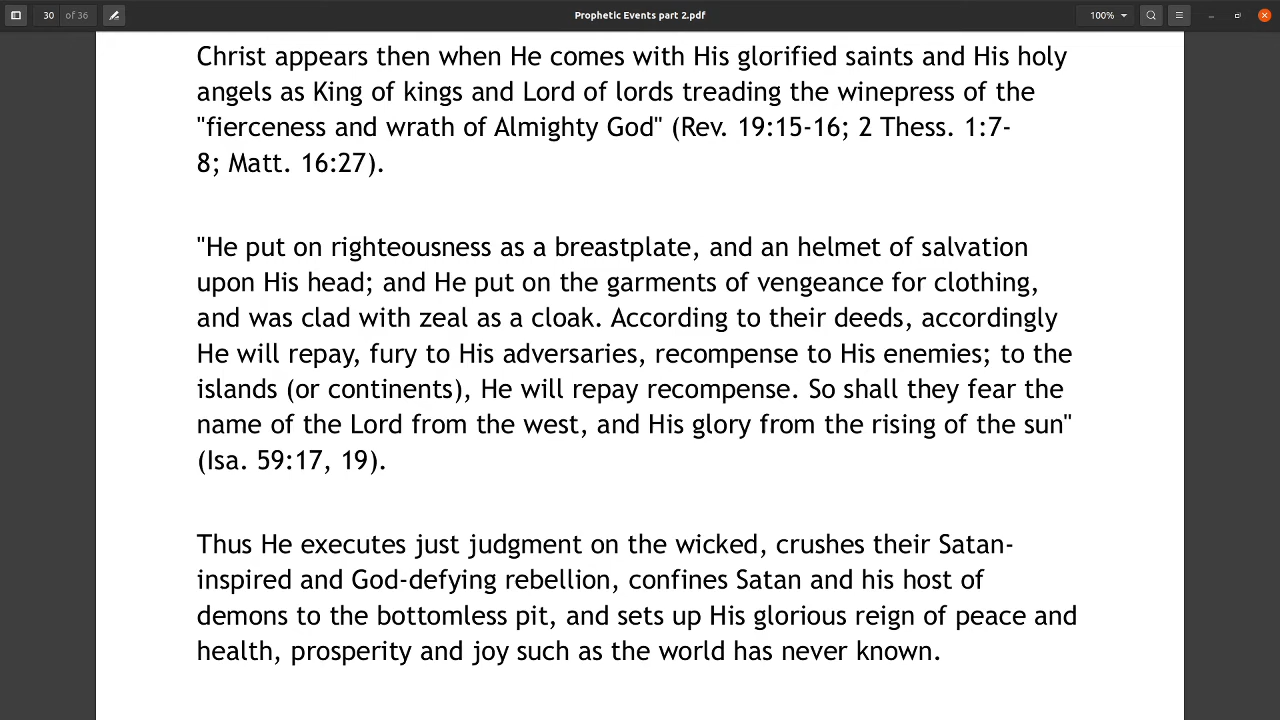 30 of 36
Prophetic Events part 2.pdf
100%
Christ appears then when He comes with His glorified saints and His holy
angels as King of kings and Lord of lords treading the winepress of the
"fierceness and wrath of Almighty God" (Rev. 19:15-16; 2 Thess. 1:7-
8; Matt. 16:27).
"He put on righteousness as a breastplate, and an helmet of salvation
upon His head; and He put on the garments of vengeance for clothing,
and was clad with zeal as a cloak. According to their deeds, accordingly
He will repay, fury to His adversaries, recompense to His enemies; to the
islands (or continents), He will repay recompense. So shall they fear the
name of the Lord from the west, and His glory from the rising of the sun"
(Isa. 59:17, 19).
Thus He executes just judgment on the wicked, crushes their Satan-
inspired and God-defying rebellion, confines Satan and his host of
demons to the bottomless pit, and sets up His glorious reign of peace and
health, prosperity and joy such as the world has never known.